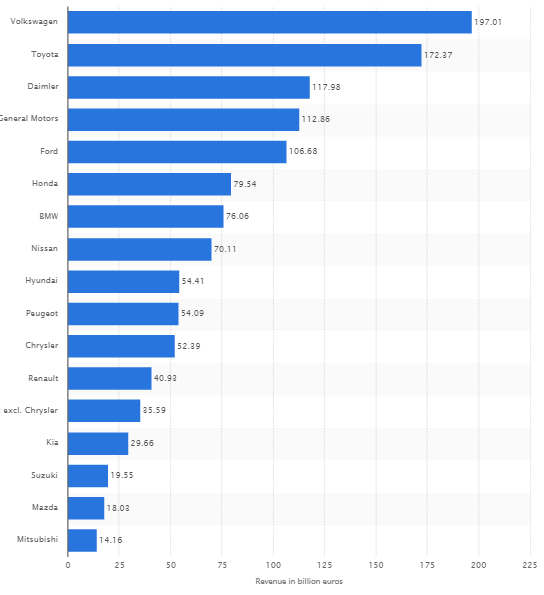 Volkswagen 197.01
Toyota 172.37
Daimler 117.98
General Motors 112.86
Ford 106.68
Honda 79.54
BMW 76.06
Nissan 70.11
Hyundai 54.41
Peugeot 54.09
Chrysler 52.39
Renault 40.93
excl. Chrysler 35.59
Kia 29.66
Suzuki 19.55
Mazda 18.03
Mitsubishi 14.16
0 25 50 75 100 125 150 175 200 225
Revenue in billion euros